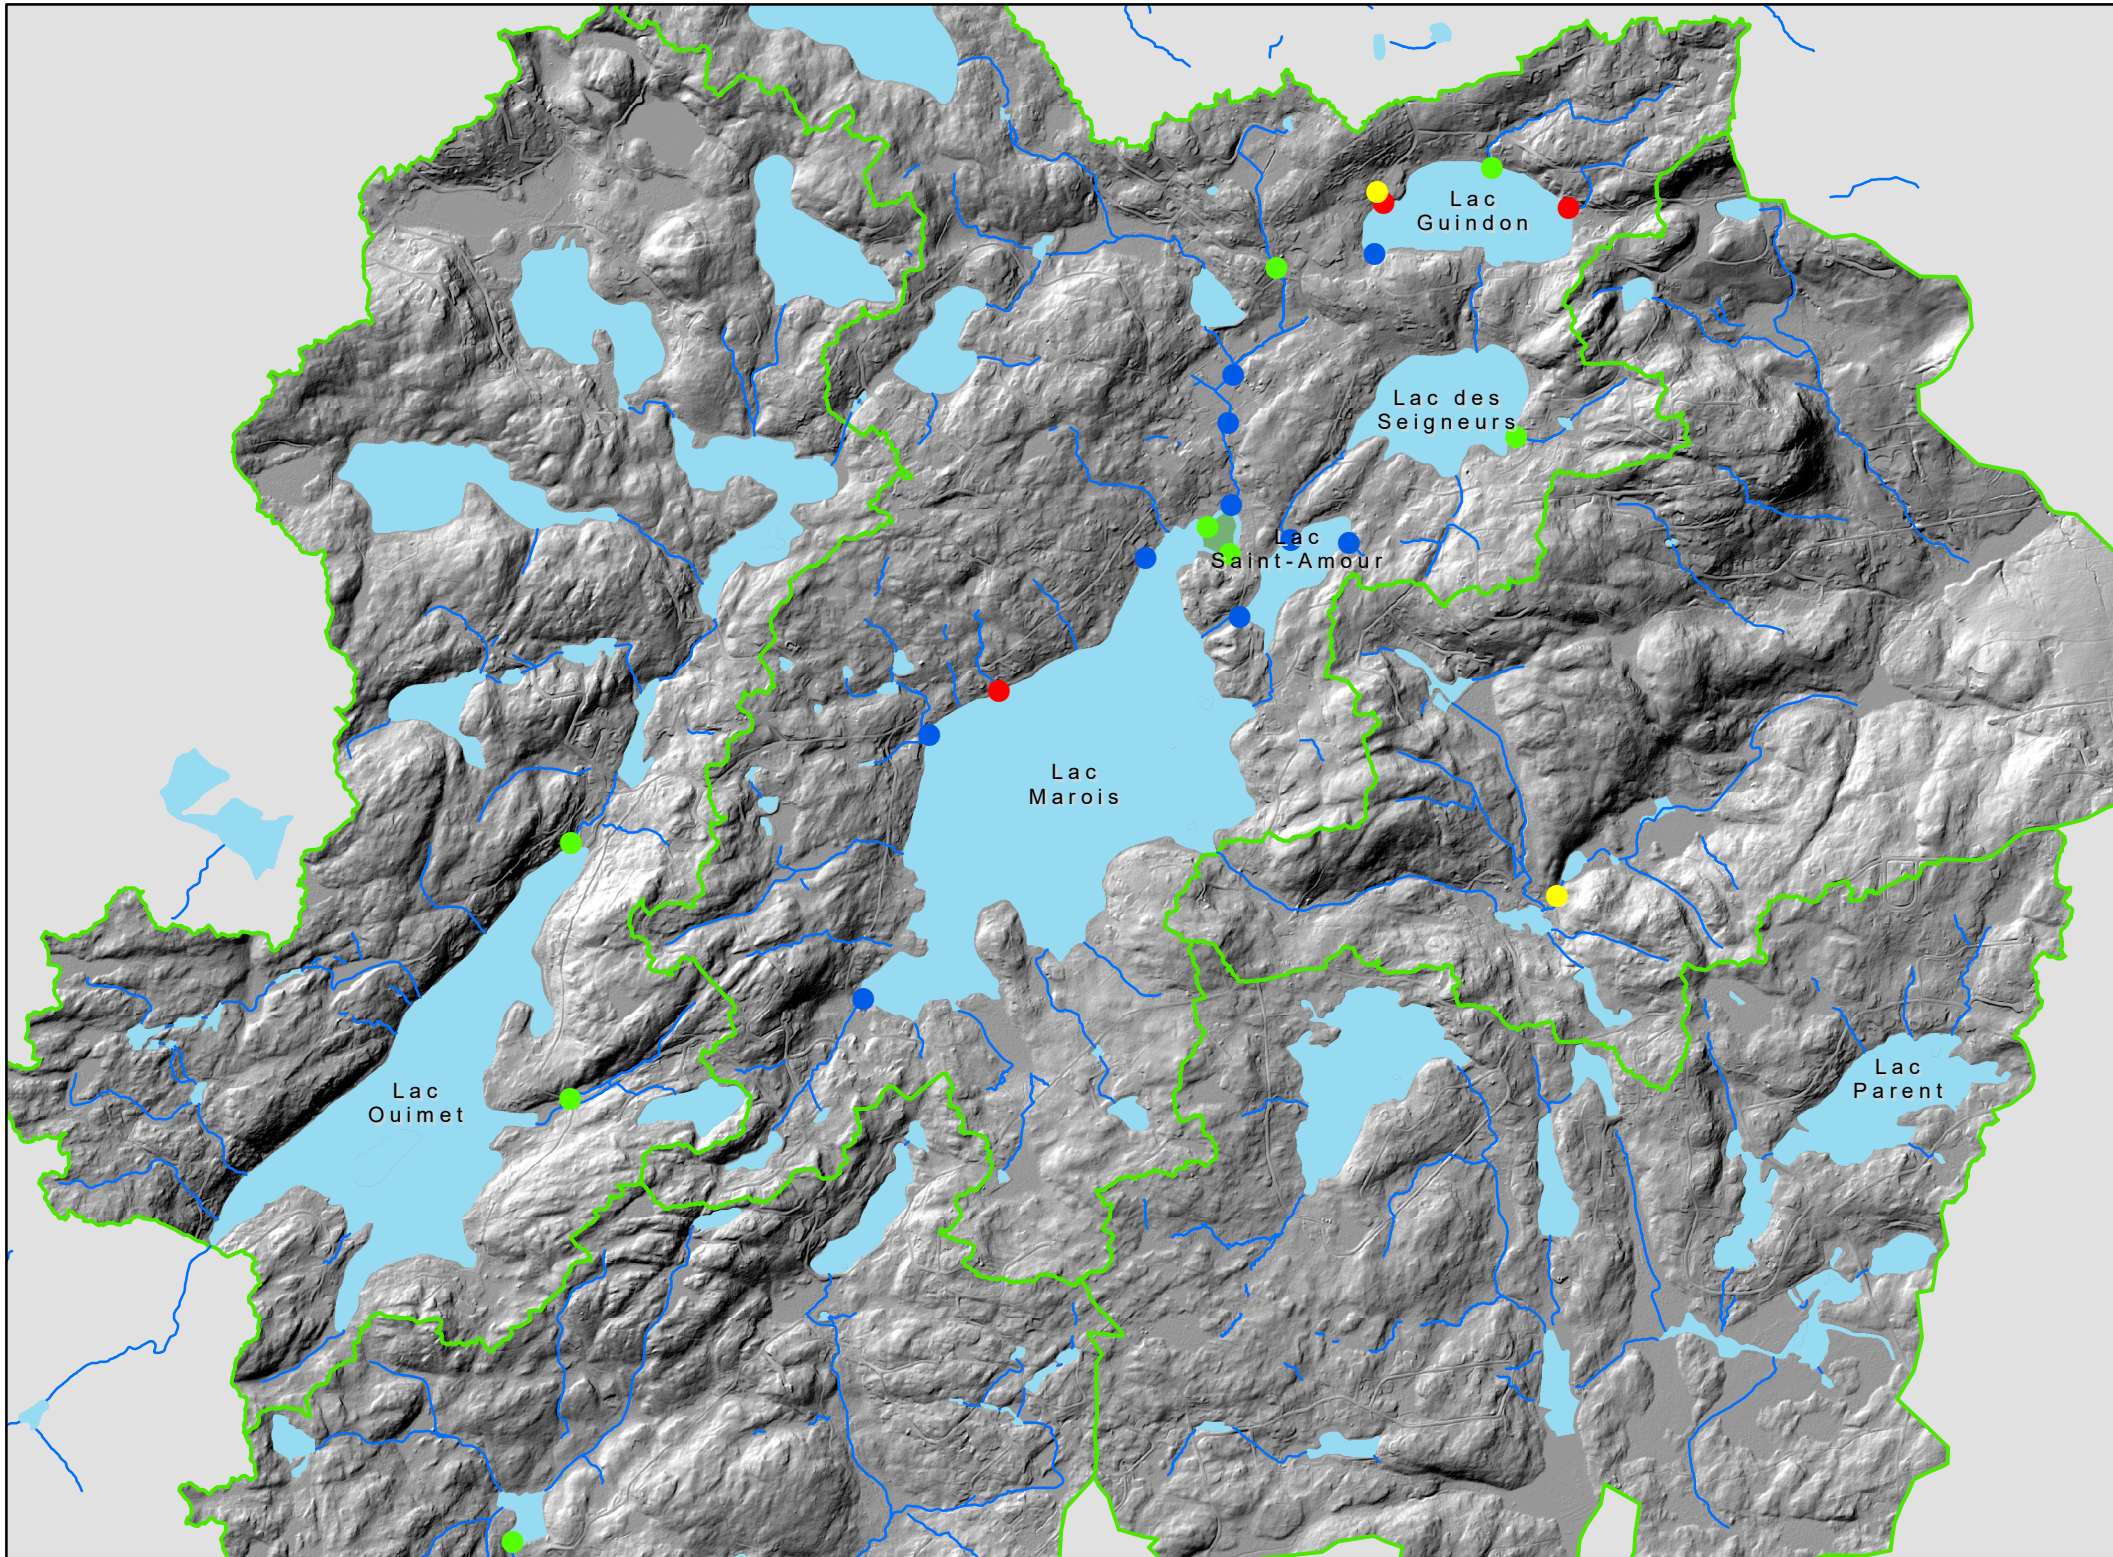 Lac
Guindon
Lac des
Seigneurs
Lac
Saint-Amour
Lac
Marois
Lac
Ouimet
Lac
Parent